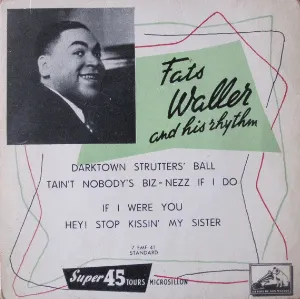 Fats
Waller
and his rhythm
DARKTOWN STRUTTERS' BALL
TAIN'T NOBODY'S BIZ-NEZZ IF I DO
IF I WERE YOU
HEY! STOP KISSIN' MY SISTER
STANDARD
Super 45 TOURS MICROSILLON